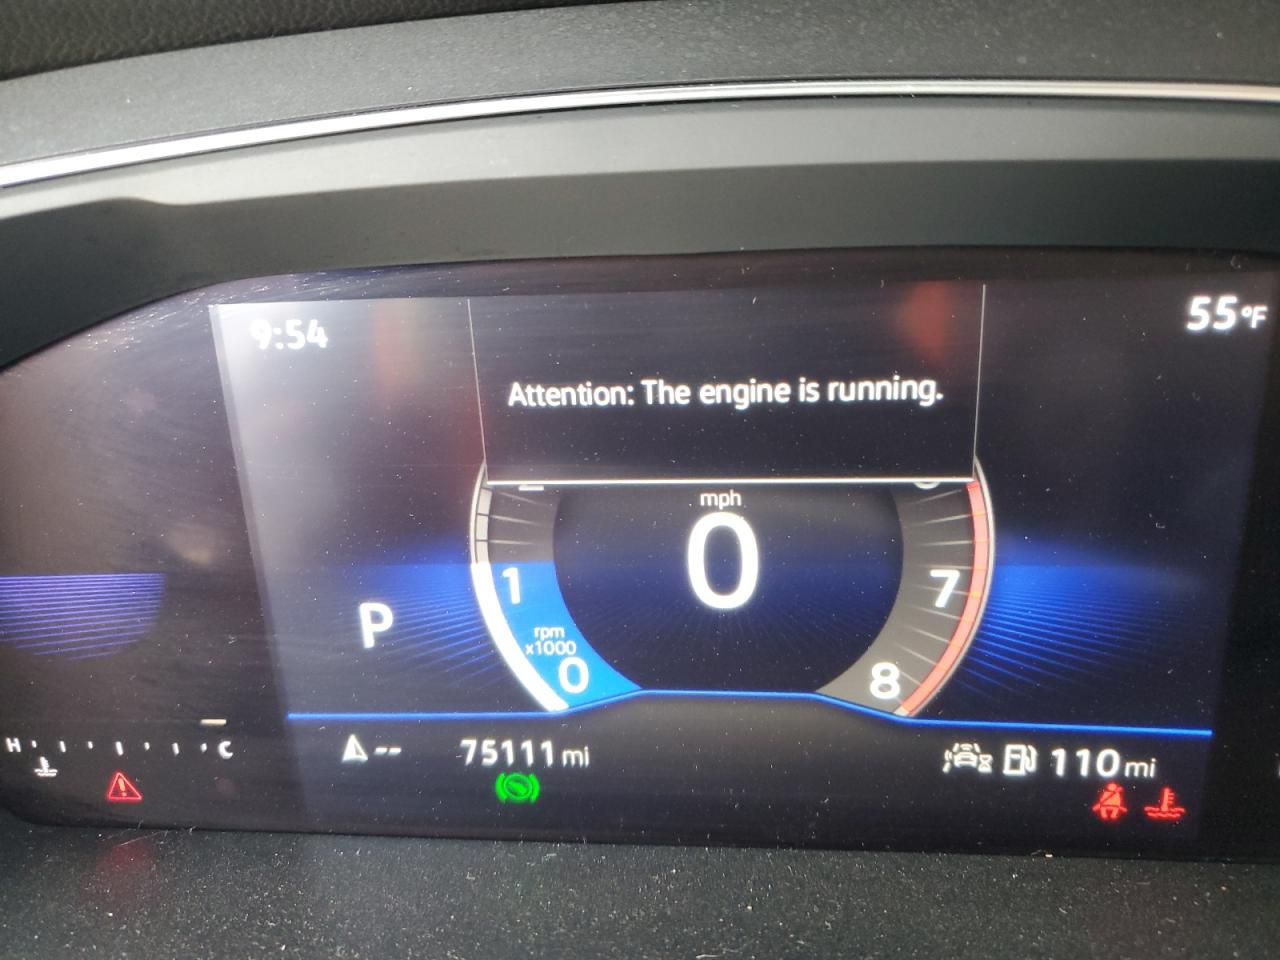 9:54
55°F
Attention: The engine is running.
mph
0
1
7
P
rpm
x1000
0
8
H C
-- 75111 mi 110 mi